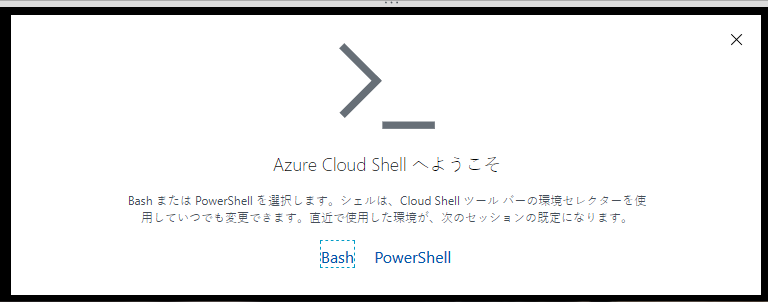 Azure Cloud Shell へようこそ
Bash または PowerShell を選択します。シェルは、Cloud Shell ツール バーの環境セレクターを使
用していつでも変更できます。直近で使用した環境が、次のセッションの既定になります。
Bash PowerShell